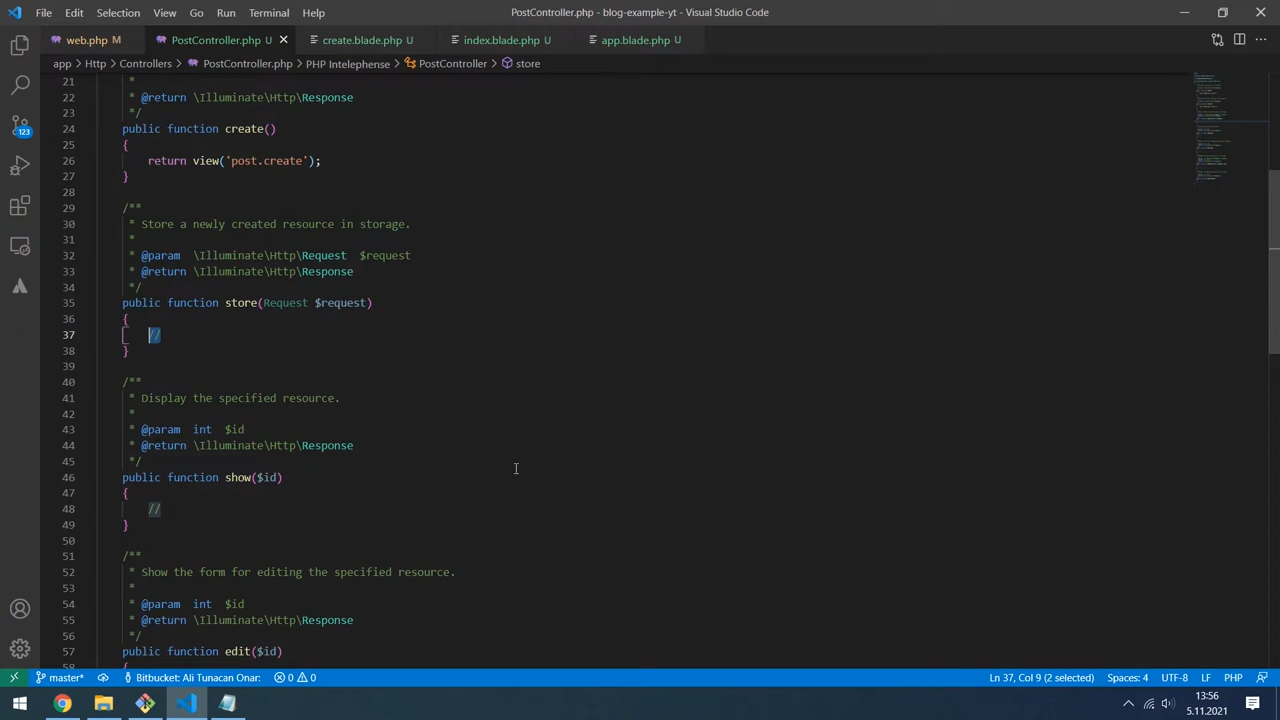 File Edit Selection View Go Run Terminal Help
PostController.php - blog-example-yt - Visual Studio Code
web.php M
PostController.php U
create.blade.php U
index.blade.php U
app.blade.php U
app > Http > Controllers > PostController.php > PHP Intelephense > PostController > store
21 *
22 * @return \Illuminate\Http\Response
23 */
24 public function create()
25 {
26 return view('post.create');
27 }
28
29 /**
30 * Store a newly created resource in storage.
31 *
32 * @param \Illuminate\Http\Request $request
33 * @return \Illuminate\Http\Response
34 */
35 public function store(Request $request)
36 {
37 //
38 }
39
40 /**
41 * Display the specified resource.
42 *
43 * @param int $id
44 * @return \Illuminate\Http\Response
45 */
46 public function show($id)
47 {
48 //
49 }
50
51 /**
52 * Show the form for editing the specified resource.
53 *
54 * @param int $id
55 * @return \Illuminate\Http\Response
56 */
57 public function edit($id)
58 {
123
master* Bitbucket: Ali Tunacan Onar: 0 0 Ln 37, Col 9 (2 selected) Spaces: 4 UTF-8 LF PHP
13:56
5.11.2021